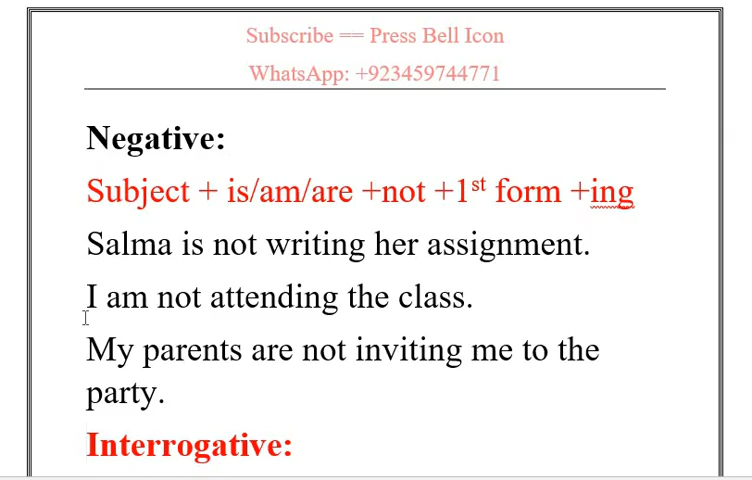 Subscribe == Press Bell Icon
WhatsApp: +923459744771
Negative:
Subject + is/am/are +not +1st form +ing
Salma is not writing her assignment.
I am not attending the class.
My parents are not inviting me to the
party.
Interrogative: